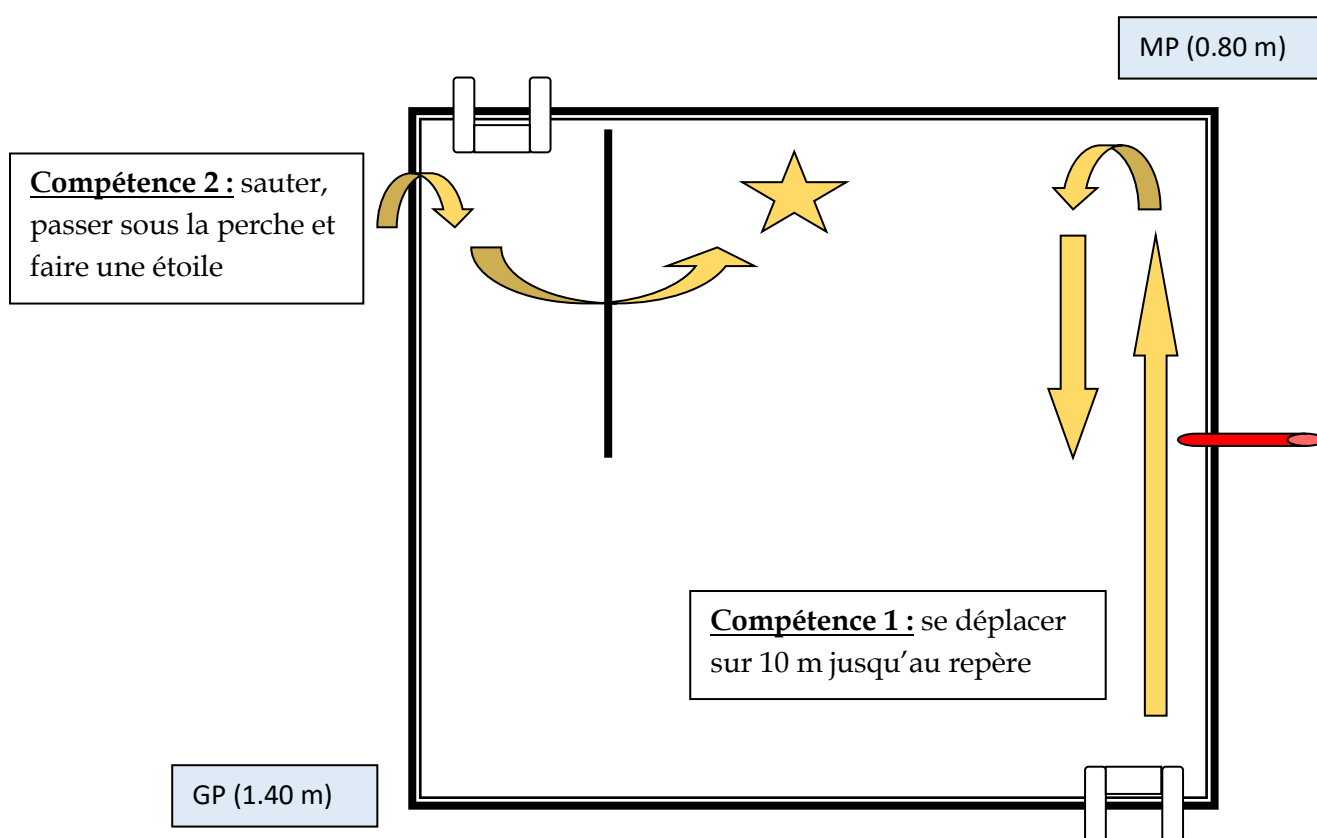 MP (0.80 m)
Compétence 2 : sauter,
passer sous la perche et
faire une étoile
Compétence 1 : se déplacer
sur 10 m jusqu’au repère
GP (1.40 m)